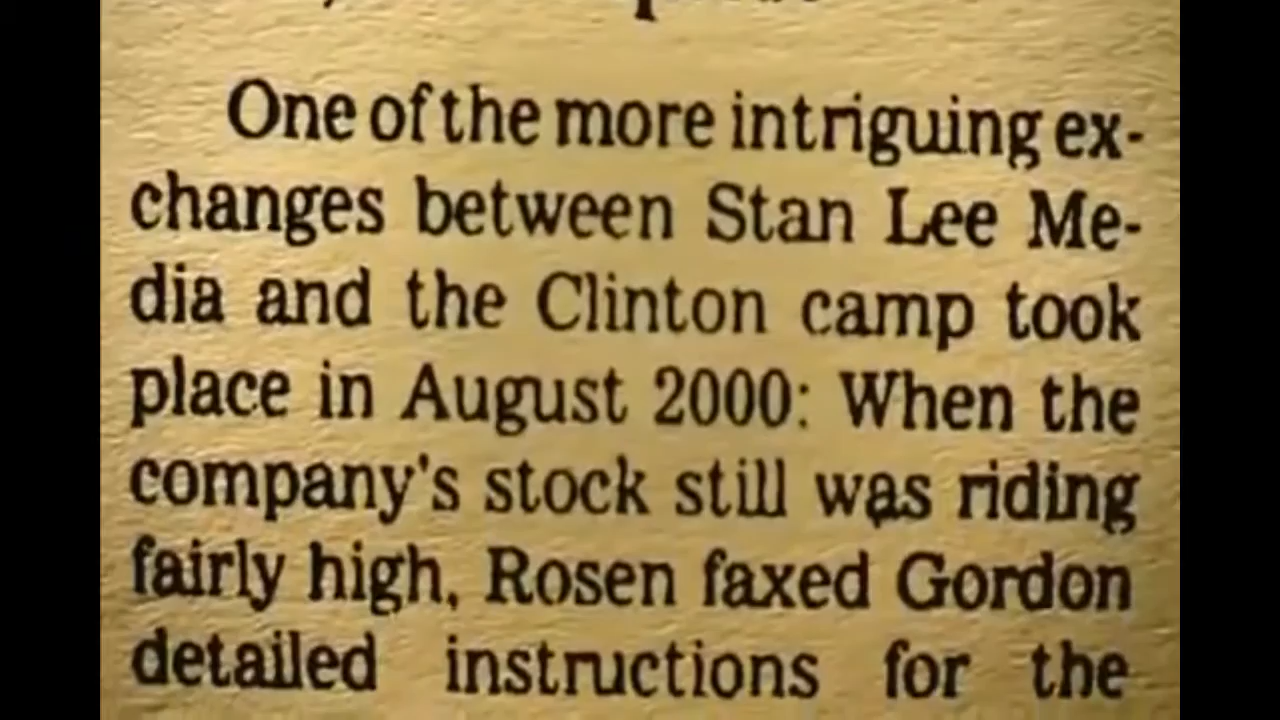 One of the more intriguing ex-
changes between Stan Lee Me-
dia and the Clinton camp took
place in August 2000: When the
company's stock still was riding
fairly high, Rosen faxed Gordon
detailed instructions for the